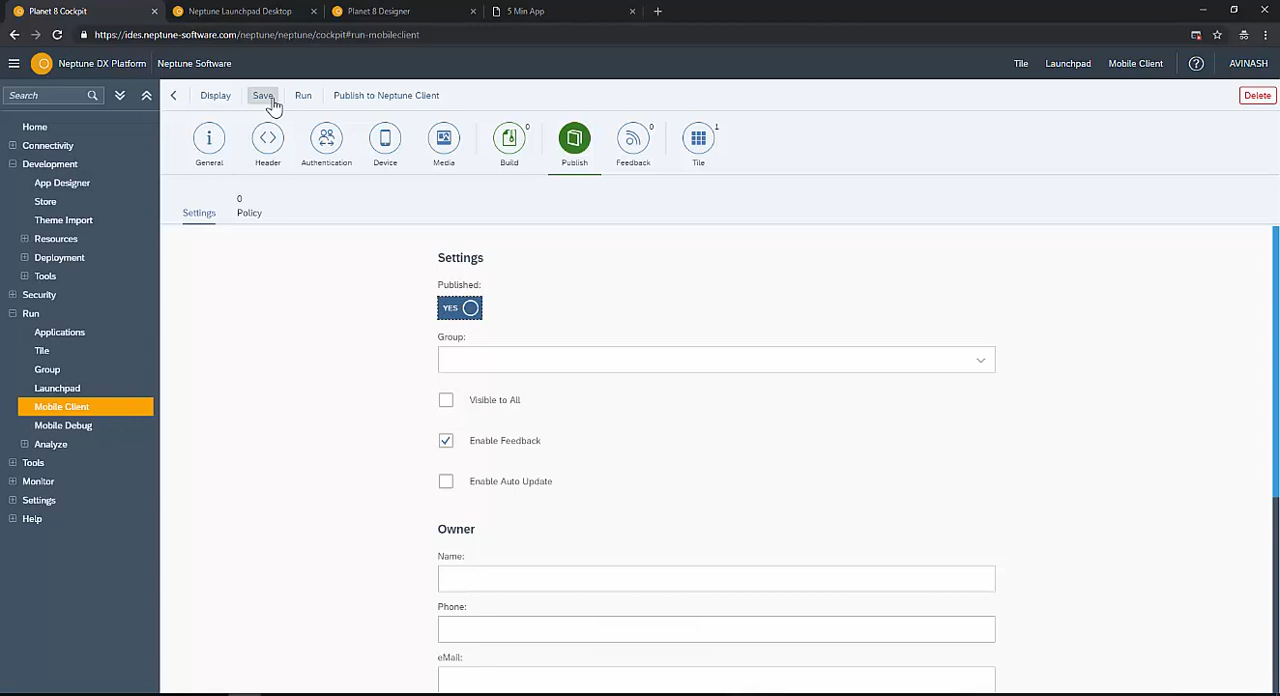 Planet 8 Cockpit
Neptune Launchpad Desktop
Planet 8 Designer
5 Min App
https://ides.neptune-software.com/neptune/neptune/cockpit#run-mobileclient
Neptune DX Platform
Neptune Software
Tile
Launchpad
Mobile Client
AVINASH
Search
Display
Save
Run
Publish to Neptune Client
Delete
Home
Connectivity
Development
App Designer
Store
Theme Import
Resources
Deployment
Tools
Security
Run
Applications
Tile
Group
Launchpad
Mobile Client
Mobile Debug
Analyze
Tools
Monitor
Settings
Help
General
Header
Authentication
Device
Media
0
Build
Publish
0
Feedback
1
Tile
Settings
0
Policy
Settings
Published:
YES
Group:
Visible to All
Enable Feedback
Enable Auto Update
Owner
Name:
Phone:
eMail: